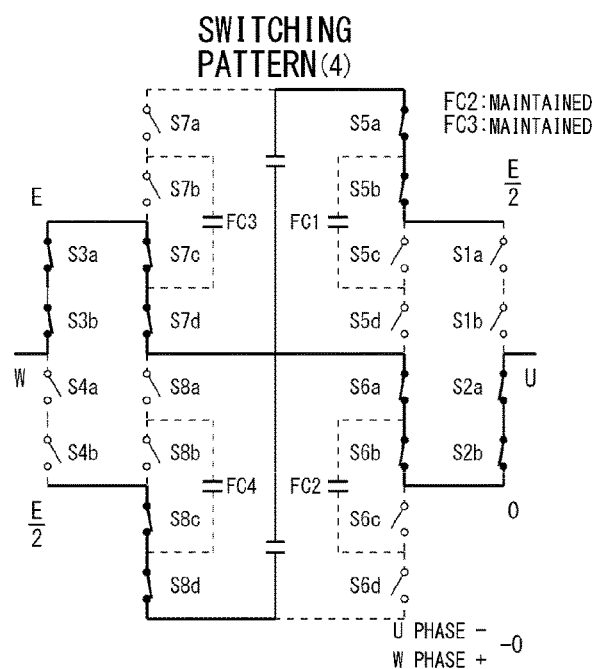 SWITCHING
PATTERN(4)
FC2:MAINTAINED
FC3:MAINTAINED
S7a
S5a
S7b
S5b
E/2
E
FC3
FC1
S3a
S7c
S5c
S1a
S3b
S7d
S5d
S1b
W
S4a
S8a
S6a
S2a
U
S4b
S8b
S6b
S2b
FC4
FC2
E/2
0
S8c
S6c
S8d
S6d
U PHASE -
-0
W PHASE +